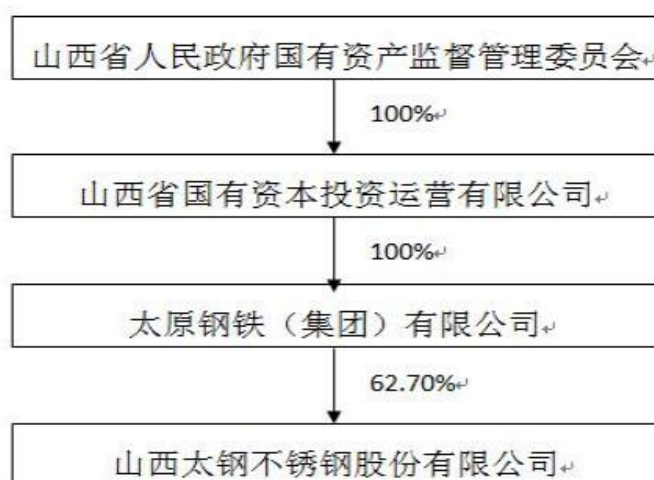 山西省人民政府国有资产监督管理委员会
100%
山西省国有资本投资运营有限公司
100%
太原钢铁（集团）有限公司
62.70%
山西太钢不锈钢股份有限公司